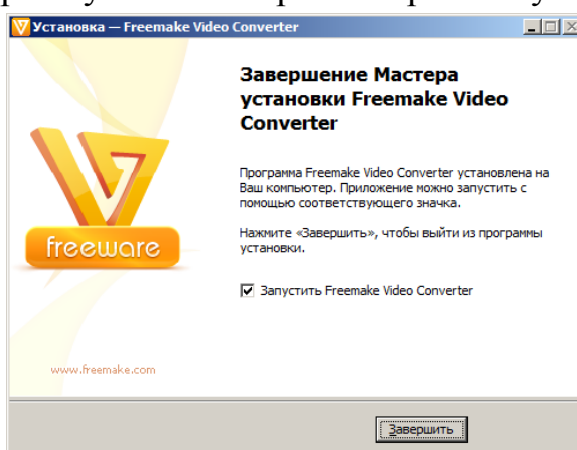 Установка — Freemake Video Converter
Завершение Мастера
установки Freemake Video
Converter
Программа Freemake Video Converter установлена на
Ваш компьютер. Приложение можно запустить с
помощью соответствующего значка.
Нажмите «Завершить», чтобы выйти из программы
установки.
freeware
Запустить Freemake Video Converter
www.freemake.com
Завершить